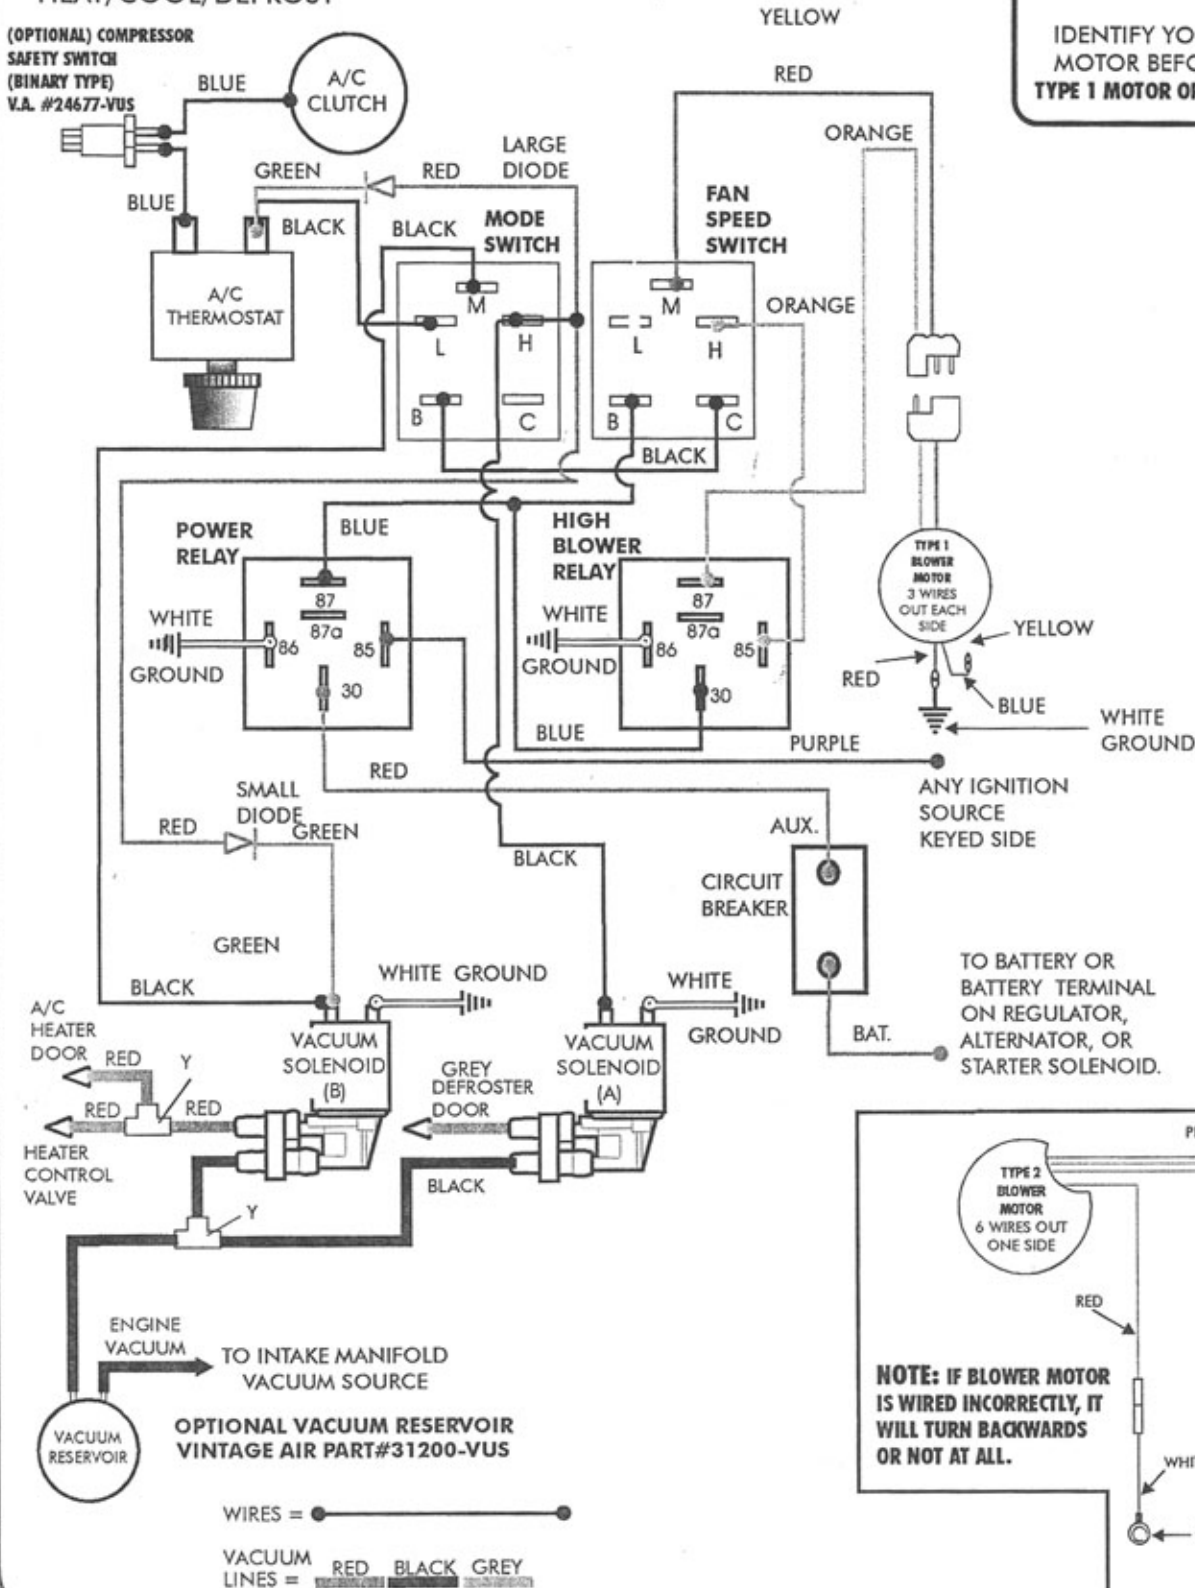 HEAT/COOL/DEFROST
(OPTIONAL) COMPRESSOR
SAFETY SWITCH
(BINARY TYPE)
V.A. #24677-VUS
BLUE
A/C
CLUTCH
YELLOW
RED
IDENTIFY
MOTOR
TYPE 1 MOTOR
ORANGE
GREEN
RED
LARGE
DIODE
BLUE
BLACK
BLACK
MODE
SWITCH
FAN
SPEED
SWITCH
A/C
THERMOSTAT
M
L
H
B
C
M
L
H
B
C
ORANGE
BLACK
POWER
RELAY
BLUE
HIGH
BLOWER
RELAY
87
87a
86
85
30
87
87a
86
85
30
WHITE
GROUND
WHITE
GROUND
TYPE 1
BLOWER
MOTOR
3 WIRES
OUT EACH
SIDE
YELLOW
RED
BLUE
WHITE
GROUND
BLUE
PURPLE
RED
ANY IGNITION
SOURCE
KEYED SIDE
SMALL
DIODE
RED
GREEN
BLACK
AUX.
CIRCUIT
BREAKER
GREEN
BLACK
WHITE GROUND
WHITE
GROUND
BAT.
TO BATTERY OR
BATTERY TERMINAL
ON REGULATOR,
ALTERNATOR, OR
STARTER SOLENOID.
A/C
HEATER
DOOR
RED
Y
RED
RED
HEATER
CONTROL
VALVE
VACUUM
SOLENOID
(B)
GREY
DEFROSTER
DOOR
VACUUM
SOLENOID
(A)
BLACK
Y
TYPE 2
BLOWER
MOTOR
6 WIRES OUT
ONE SIDE
RED
ENGINE
VACUUM
TO INTAKE MANIFOLD
VACUUM SOURCE
VACUUM
RESERVOIR
OPTIONAL VACUUM RESERVOIR
VINTAGE AIR PART#31200-VUS
NOTE: IF BLOWER MOTOR
IS WIRED INCORRECTLY, IT
WILL TURN BACKWARDS
OR NOT AT ALL.
WIRES =
VACUUM
LINES =
RED
BLACK
GREY